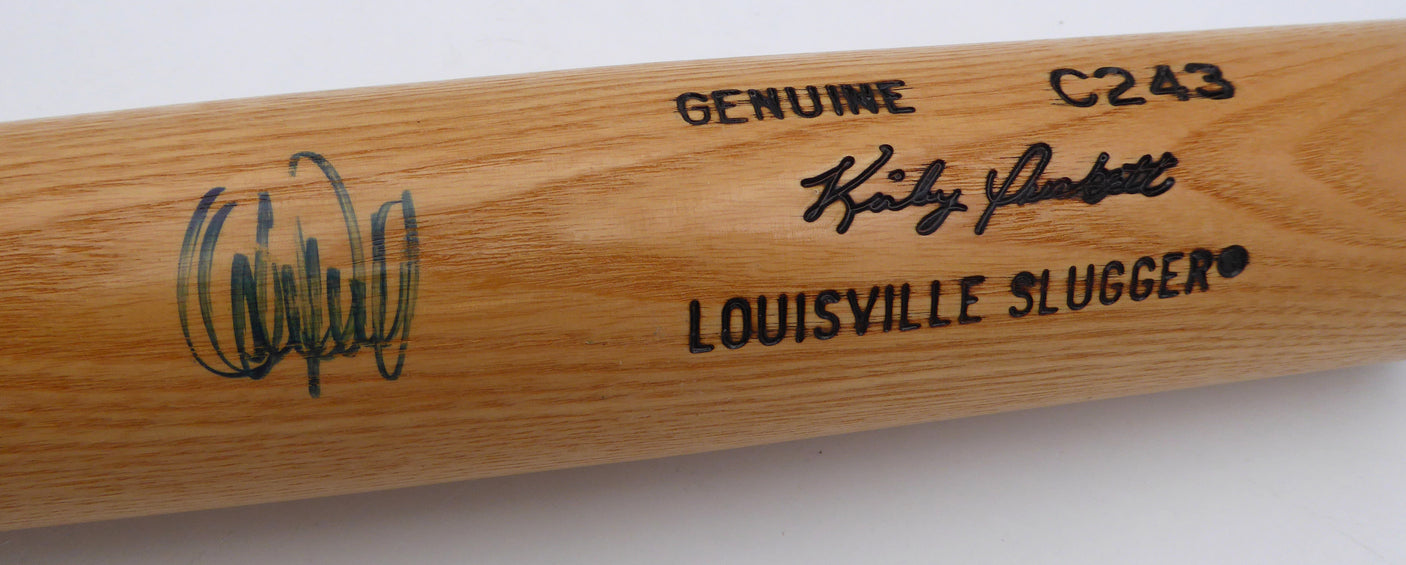 GENUINE C243
Kirby Puckett
LOUISVILLE SLUGGER